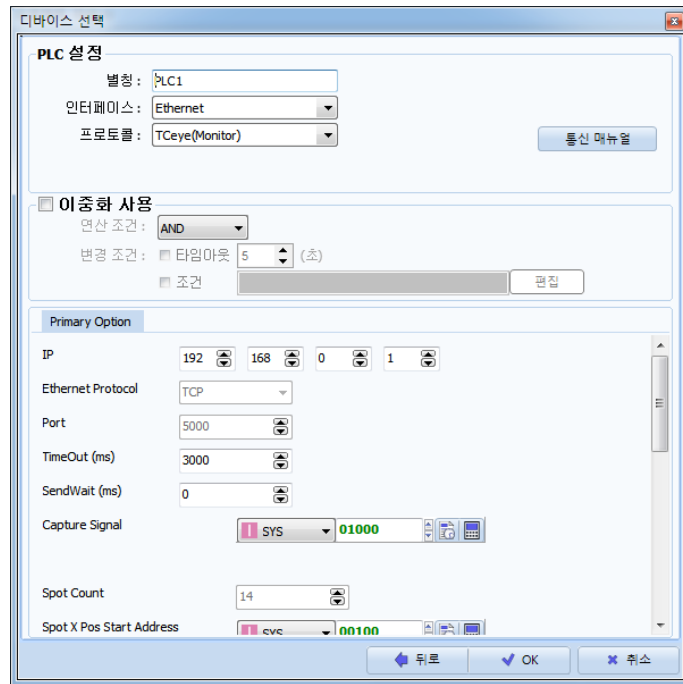 디바이스 선택
PLC 설정
별칭 : PLC1
인터페이스 : Ethernet
프로토콜 : TCeye(Monitor)
통신 매뉴얼
이중화 사용
연산 조건 : AND
변경 조건 : 타임아웃 5 (초)
조건 편집
Primary Option
IP 192 168 0 1
Ethernet Protocol TCP
Port 5000
TimeOut (ms) 3000
SendWait (ms) 0
Capture Signal SYS 01000
Spot Count 14
Spot X Pos Start Address SYS 00100
뒤로 OK 취소